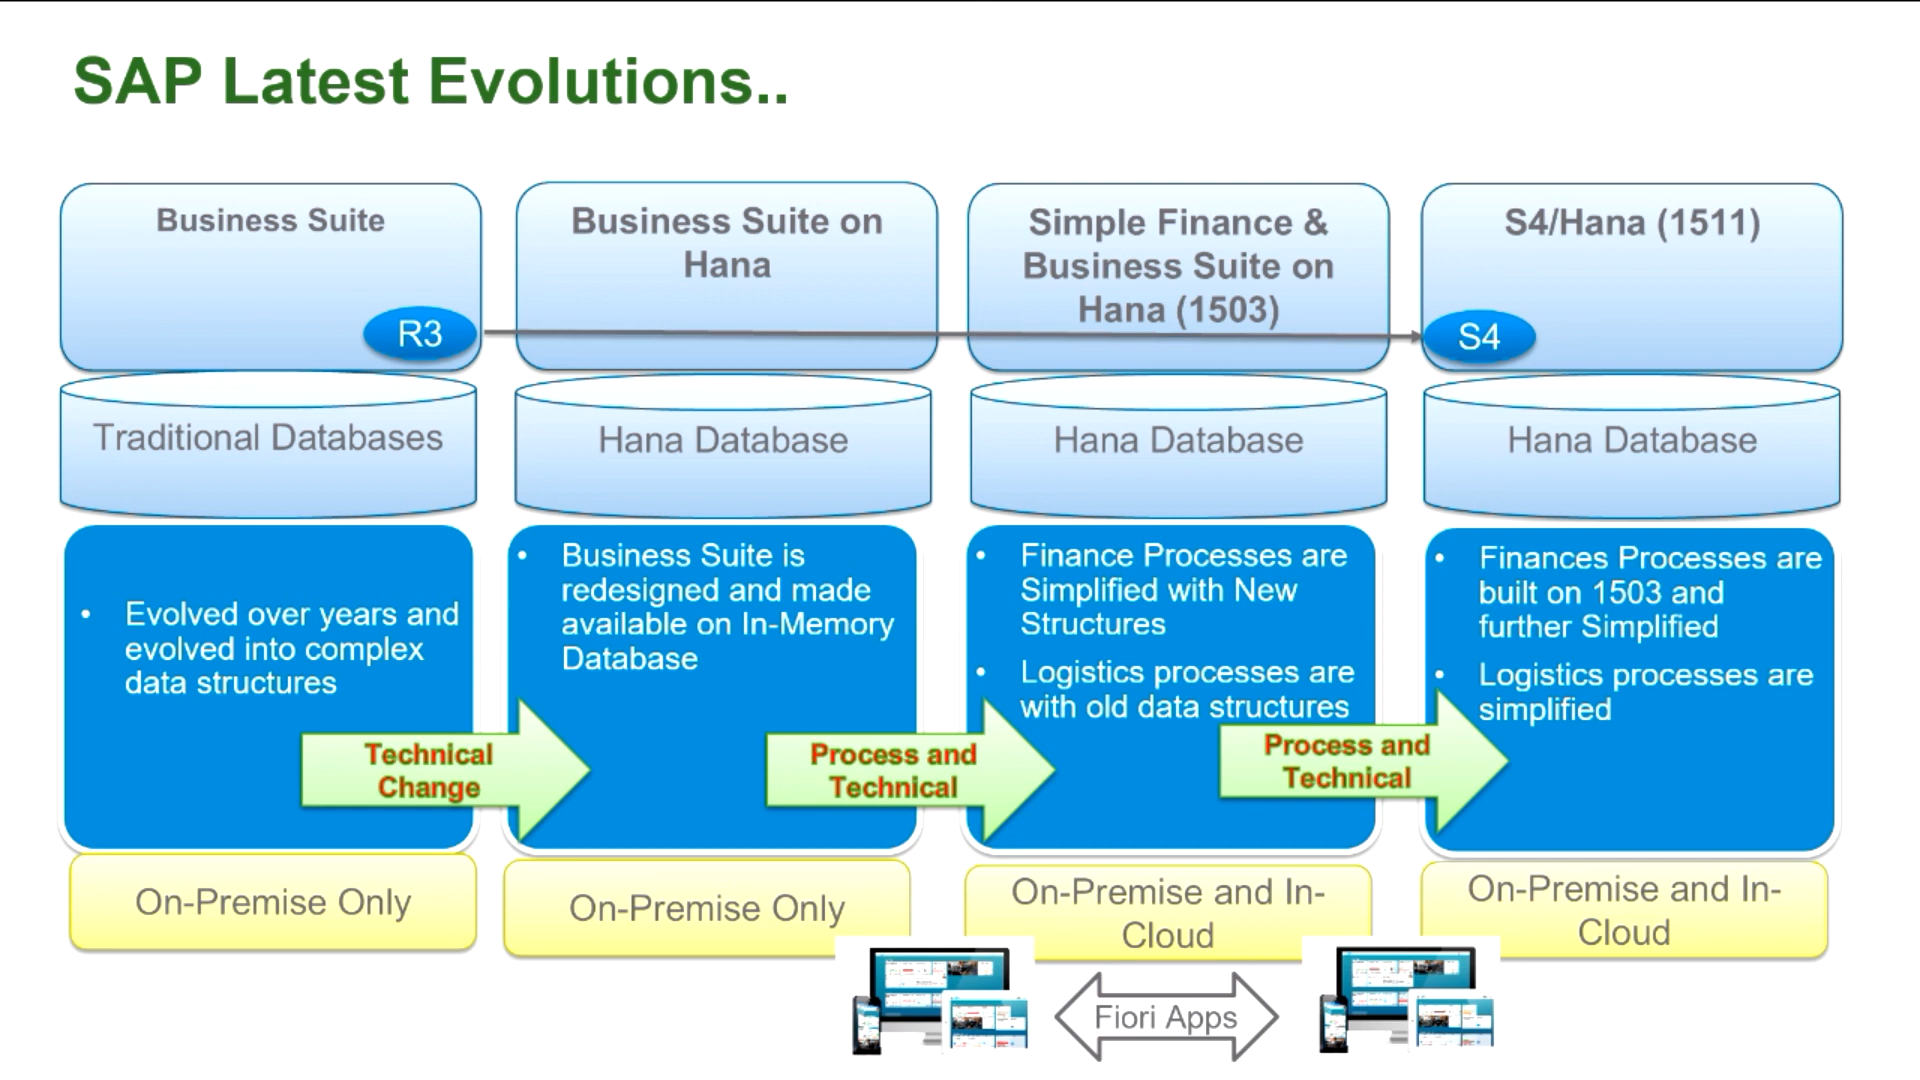 SAP Latest Evolutions..
Business Suite
R3
Business Suite on
Hana
Simple Finance &
Business Suite on
Hana (1503)
S4/Hana (1511)
S4
Traditional Databases
Hana Database
Hana Database
Hana Database
• Evolved over years and
evolved into complex
data structures
• Business Suite is
redesigned and made
available on In-Memory
Database
• Finance Processes are
Simplified with New
Structures
• Logistics processes are
with old data structures
• Finances Processes are
built on 1503 and
further Simplified
• Logistics processes are
simplified
Technical
Change
Process and
Technical
Process and
Technical
On-Premise Only
On-Premise Only
On-Premise and In-
Cloud
On-Premise and In-
Cloud
Fiori Apps